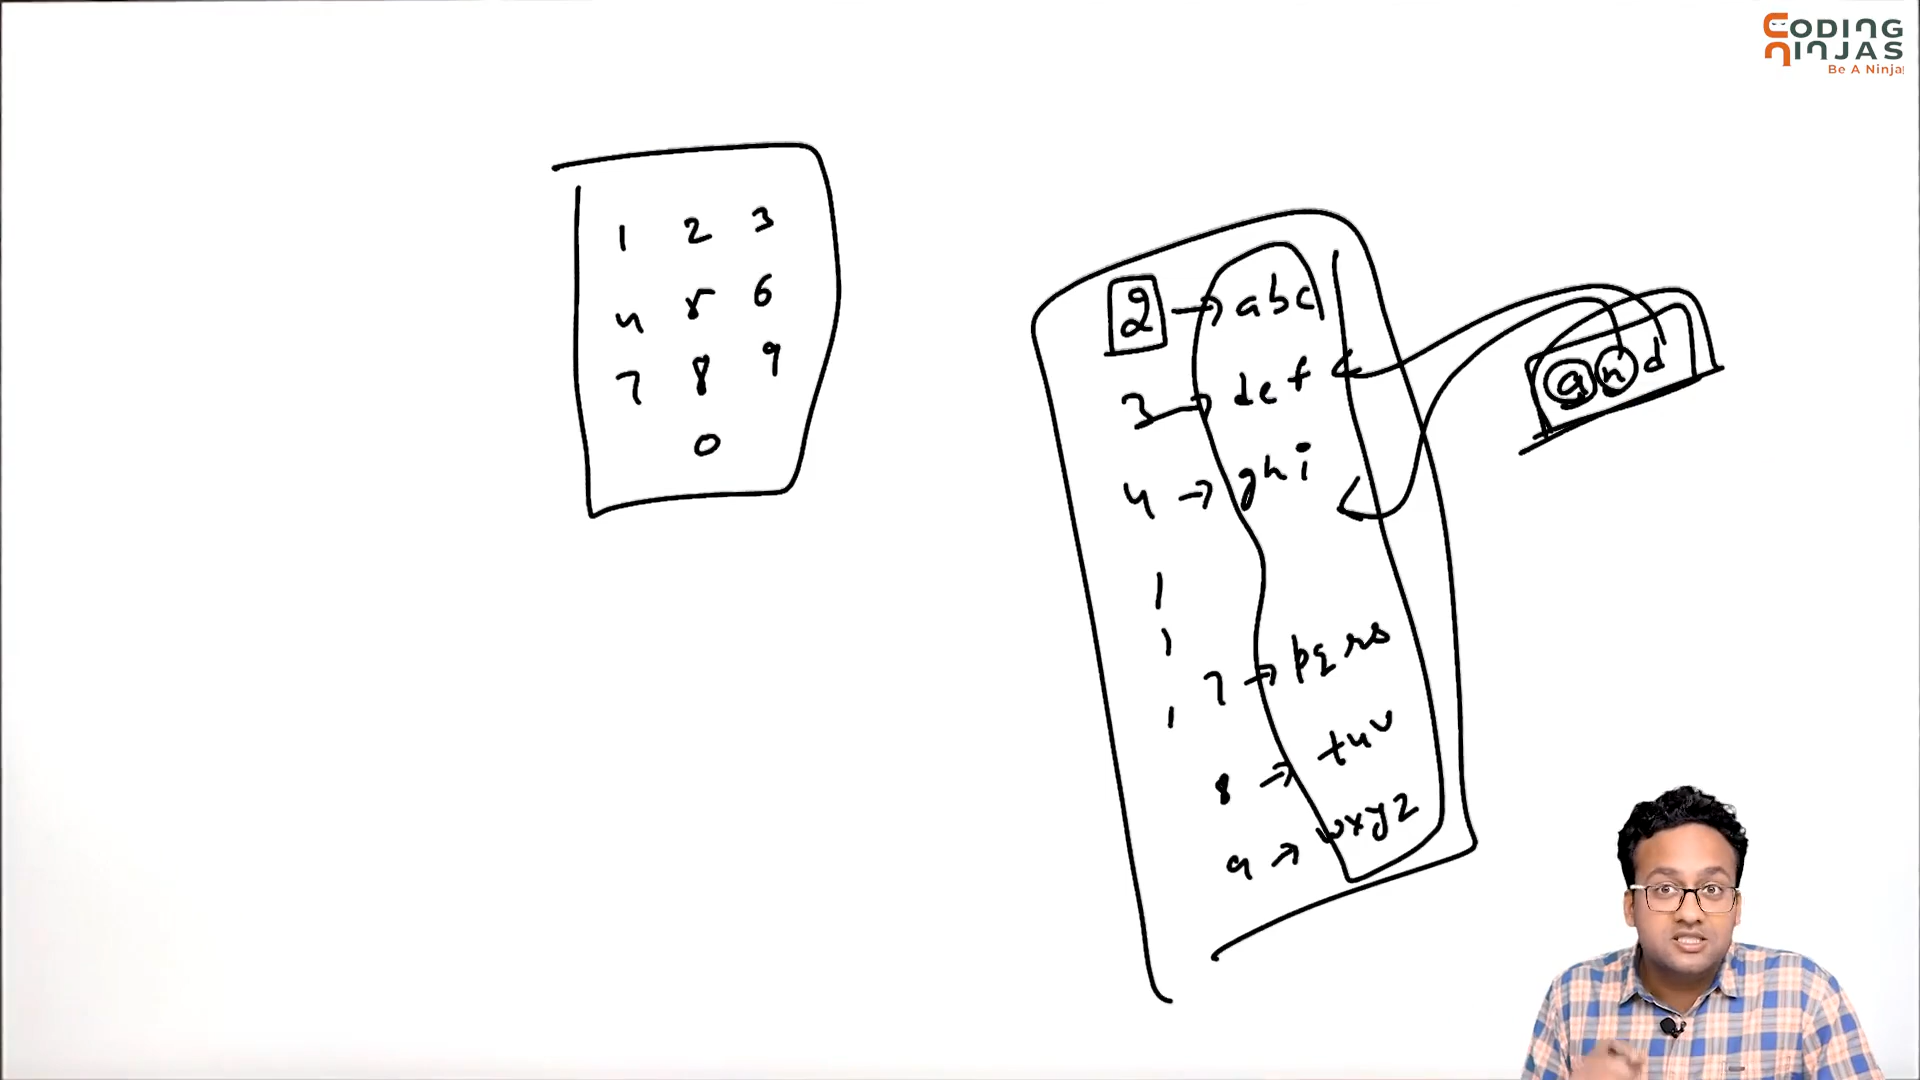 CODING
NINJAS
Be A Ninja
1 2 3
4 5 6
7 8 9
0
2 → abc
3 → def
4 → ghi
7 → pqrs
8 → tuv
9 → wxyz
and